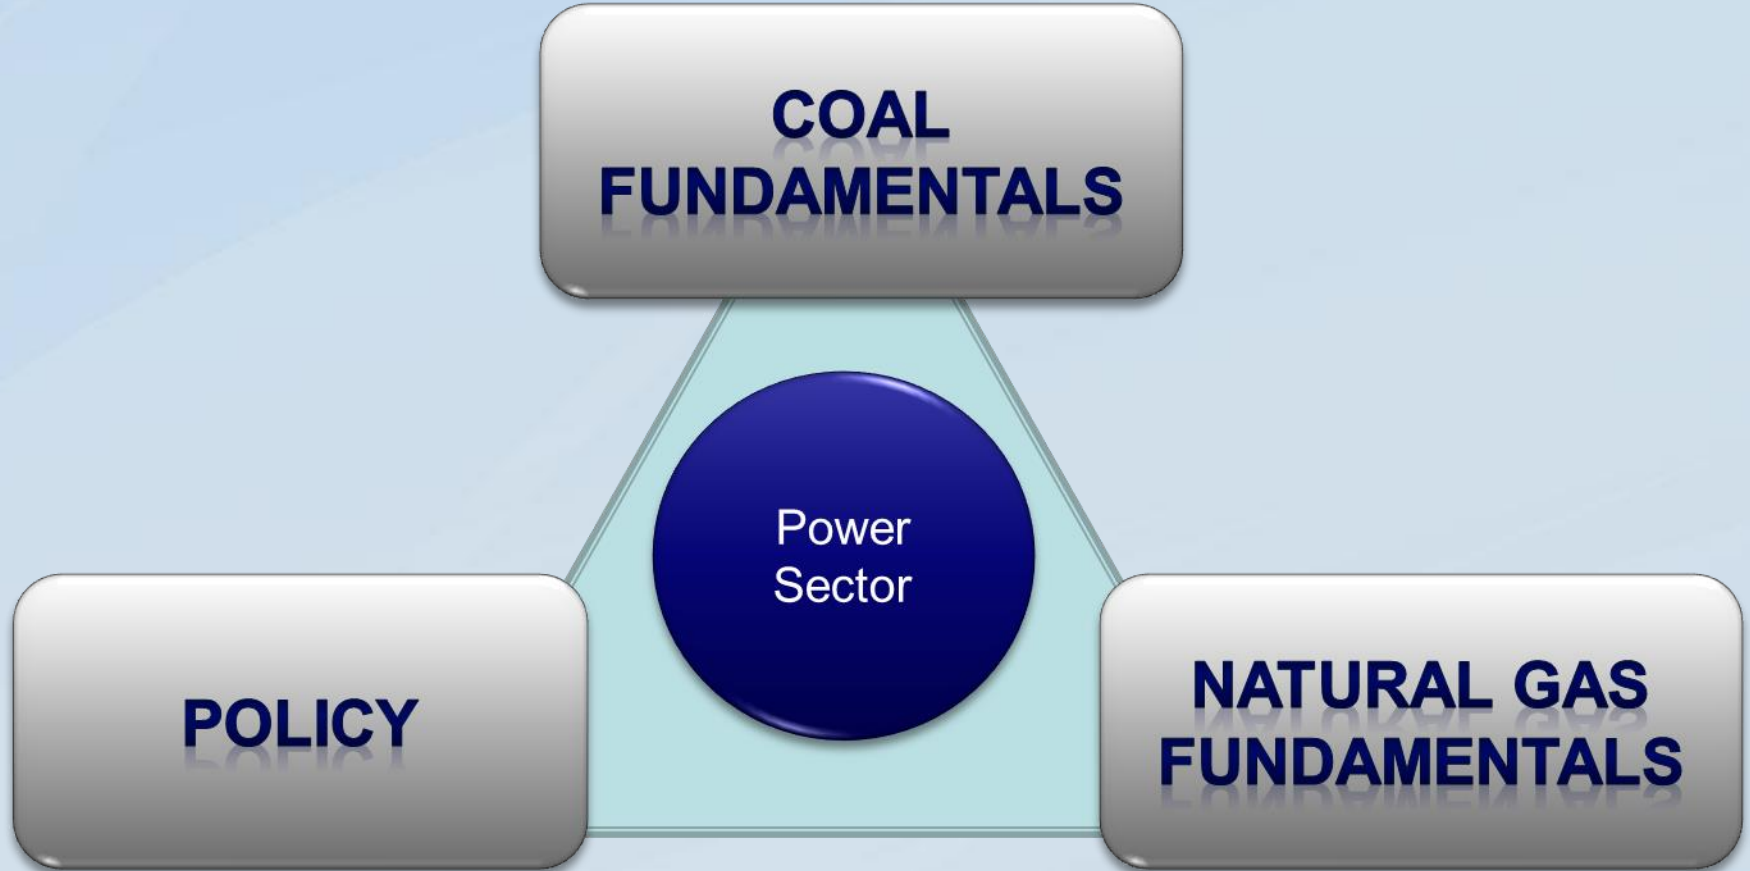 COAL
FUNDAMENTALS
Power
Sector
POLICY
NATURAL GAS
FUNDAMENTALS